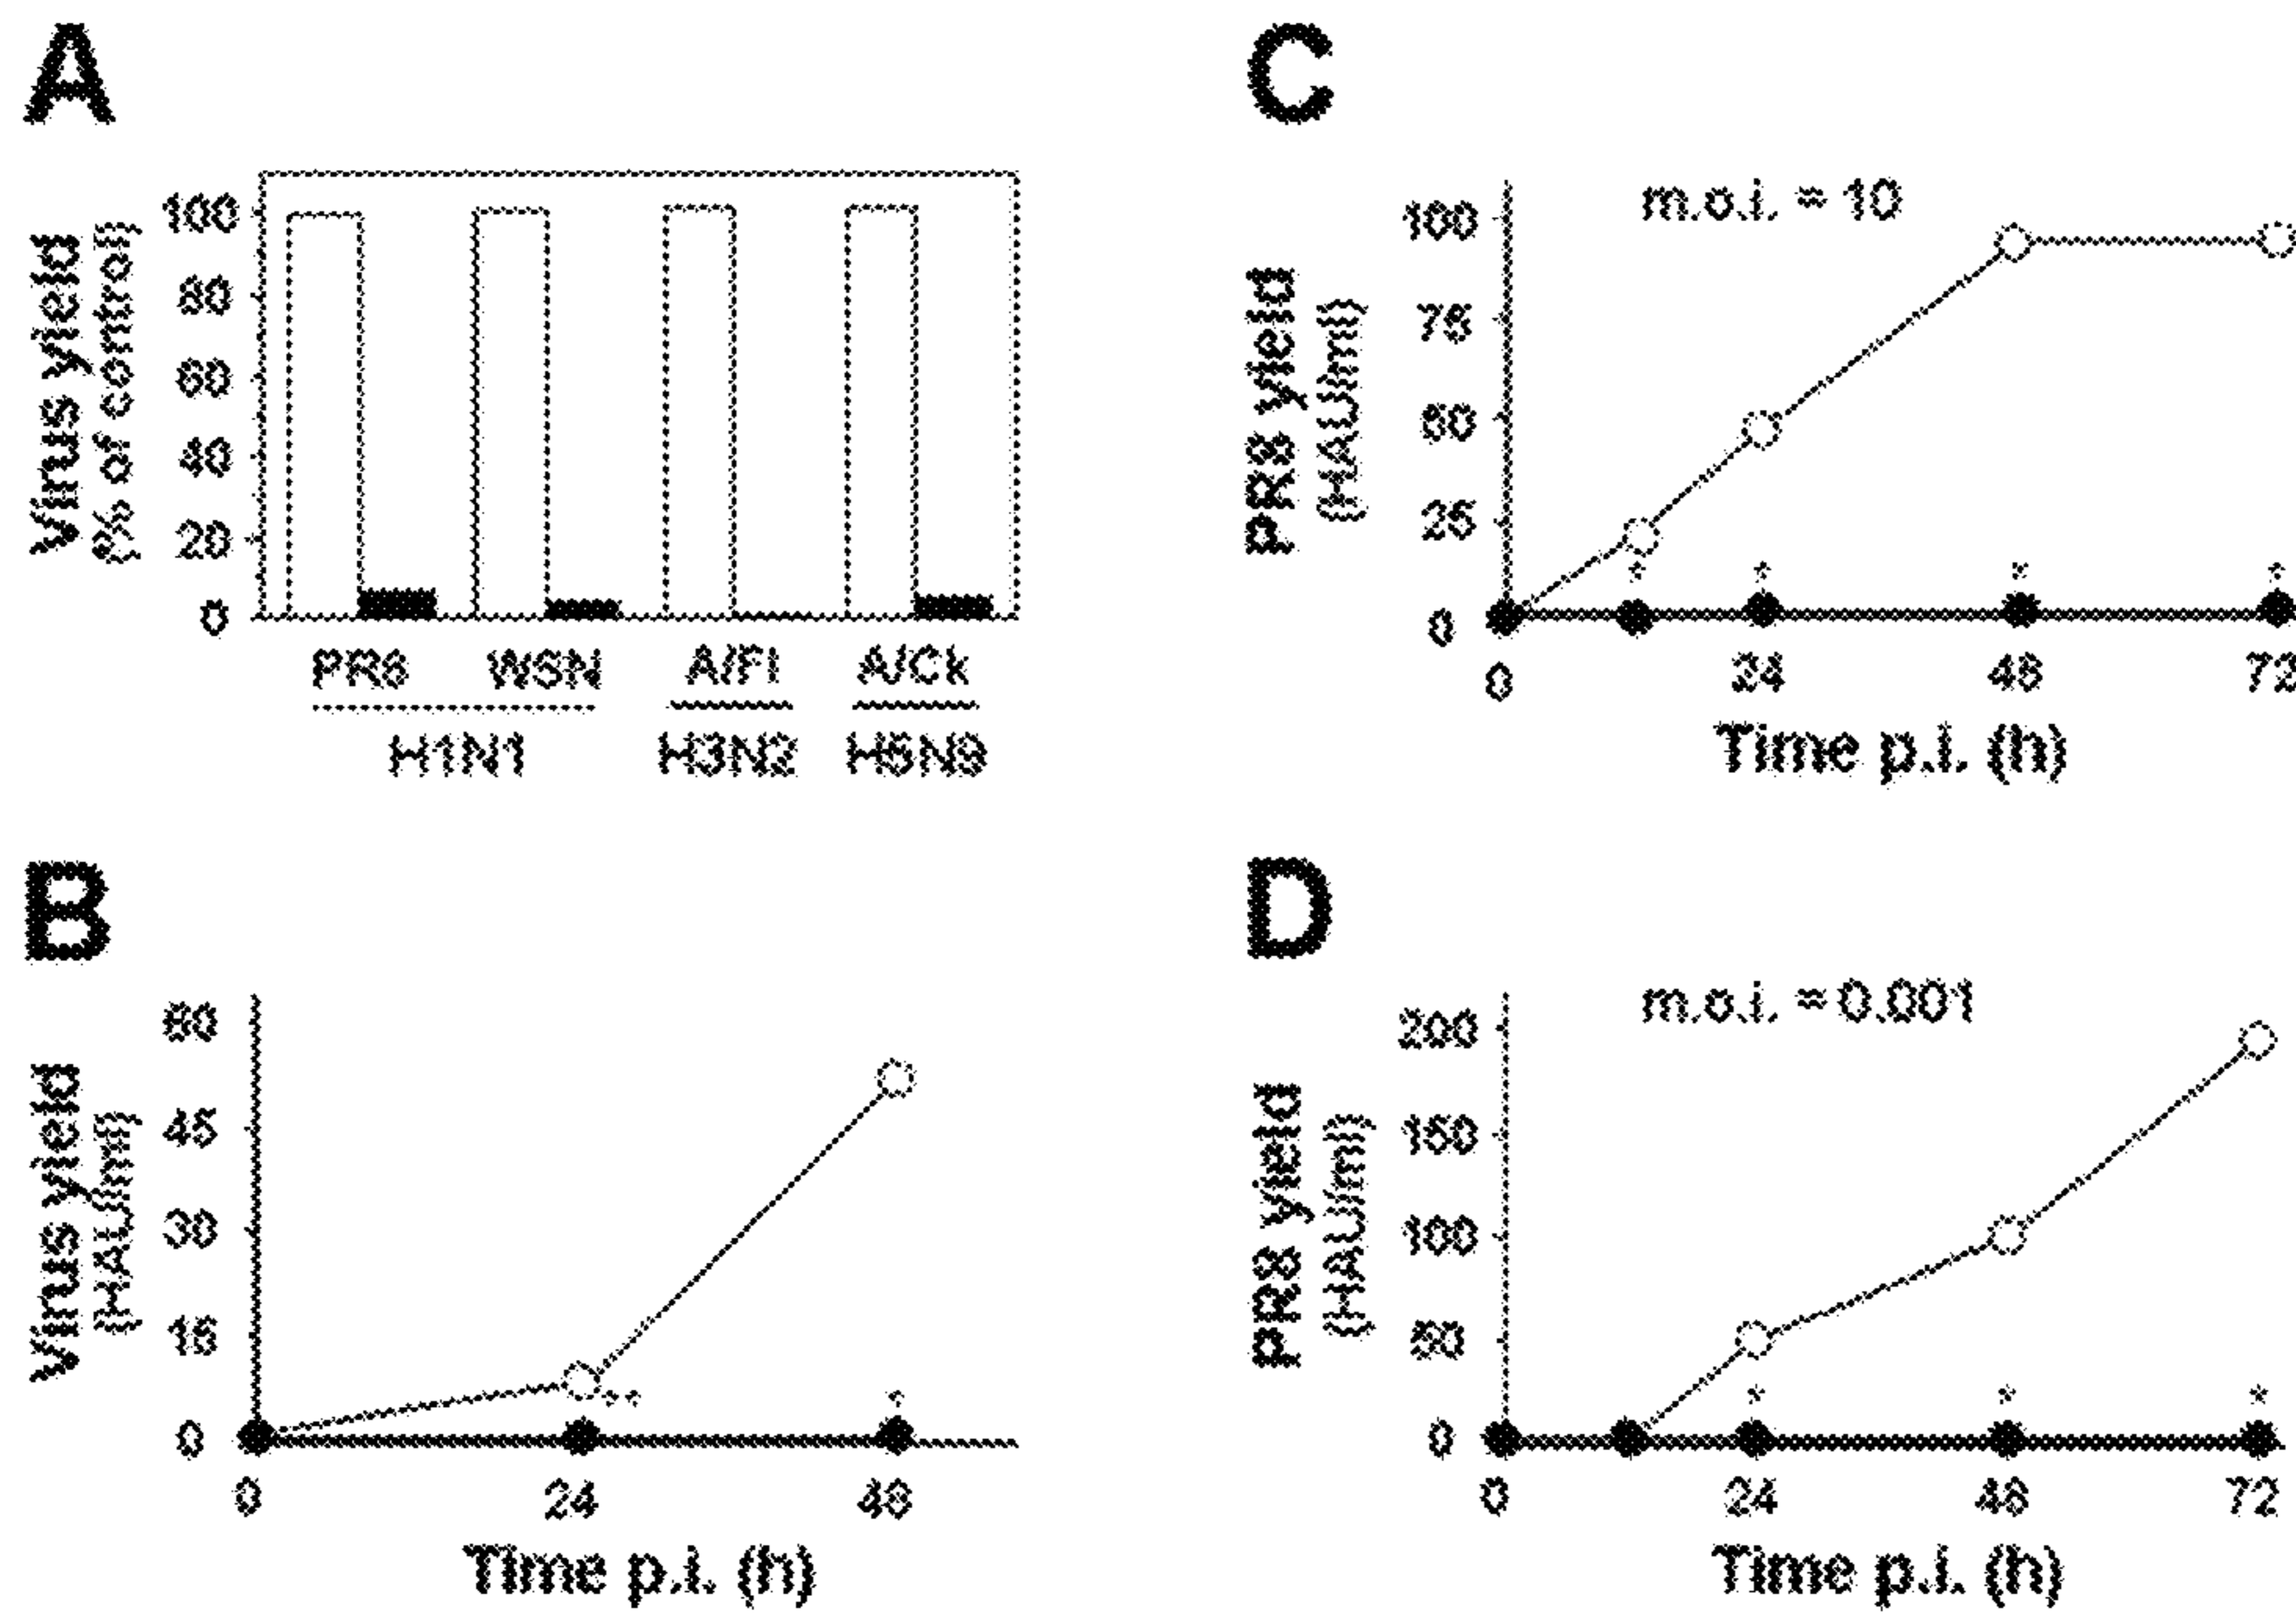 A
Virus yield
(% of control)
100
80
60
40
20
0
PR8 WSN A/FI A/Ck
H1N1 H3N2 H5N9
B
Virus yield
(HAU/ml)
60
45
30
15
0
0 24 48
Time p.i. (h)
C
m.o.i. = 10
PR8 yield
(HAU/ml)
100
75
50
25
0
0 24 48 72
Time p.i. (h)
D
m.o.i. = 0.001
PR8 yield
(HAU/ml)
200
150
100
50
0
0 24 48 72
Time p.i. (h)